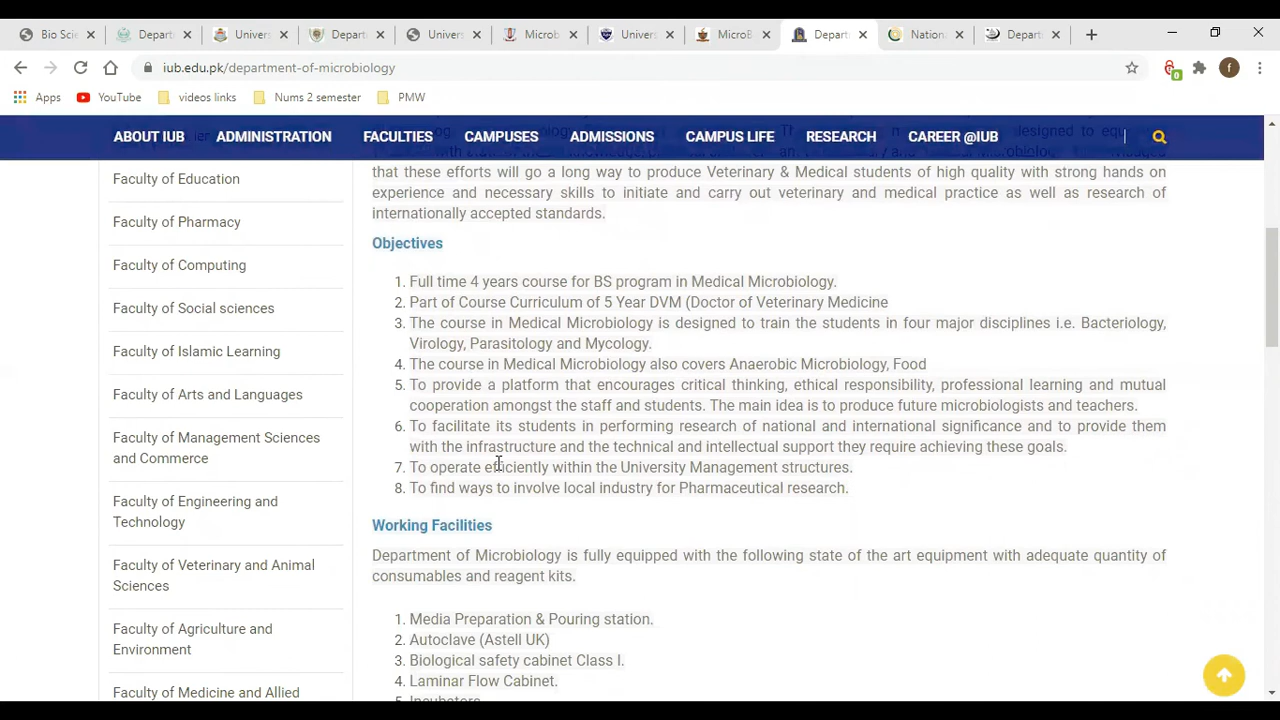 Bio Scie
Depart
Univers
Depart
Univers
Microb
Univers
MicroB
Depart
Nation
Depart
iub.edu.pk/department-of-microbiology
0
f
Apps YouTube videos links Nums 2 semester PMW
ABOUT IUB ADMINISTRATION FACULTIES CAMPUSES ADMISSIONS CAMPUS LIFE RESEARCH CAREER @IUB
that these efforts will go a long way to produce Veterinary & Medical students of high quality with strong hands on
experience and necessary skills to initiate and carry out veterinary and medical practice as well as research of
internationally accepted standards.
Objectives
1. Full time 4 years course for BS program in Medical Microbiology.
2. Part of Course Curriculum of 5 Year DVM (Doctor of Veterinary Medicine
3. The course in Medical Microbiology is designed to train the students in four major disciplines i.e. Bacteriology,
Virology, Parasitology and Mycology.
4. The course in Medical Microbiology also covers Anaerobic Microbiology, Food
5. To provide a platform that encourages critical thinking, ethical responsibility, professional learning and mutual
cooperation amongst the staff and students. The main idea is to produce future microbiologists and teachers.
6. To facilitate its students in performing research of national and international significance and to provide them
with the infrastructure and the technical and intellectual support they require achieving these goals.
7. To operate efficiently within the University Management structures.
8. To find ways to involve local industry for Pharmaceutical research.
Working Facilities
Department of Microbiology is fully equipped with the following state of the art equipment with adequate quantity of
consumables and reagent kits.
1. Media Preparation & Pouring station.
2. Autoclave (Astell UK)
3. Biological safety cabinet Class I.
4. Laminar Flow Cabinet.
5. Incubators
Faculty of Education
Faculty of Pharmacy
Faculty of Computing
Faculty of Social sciences
Faculty of Islamic Learning
Faculty of Arts and Languages
Faculty of Management Sciences
and Commerce
Faculty of Engineering and
Technology
Faculty of Veterinary and Animal
Sciences
Faculty of Agriculture and
Environment
Faculty of Medicine and Allied